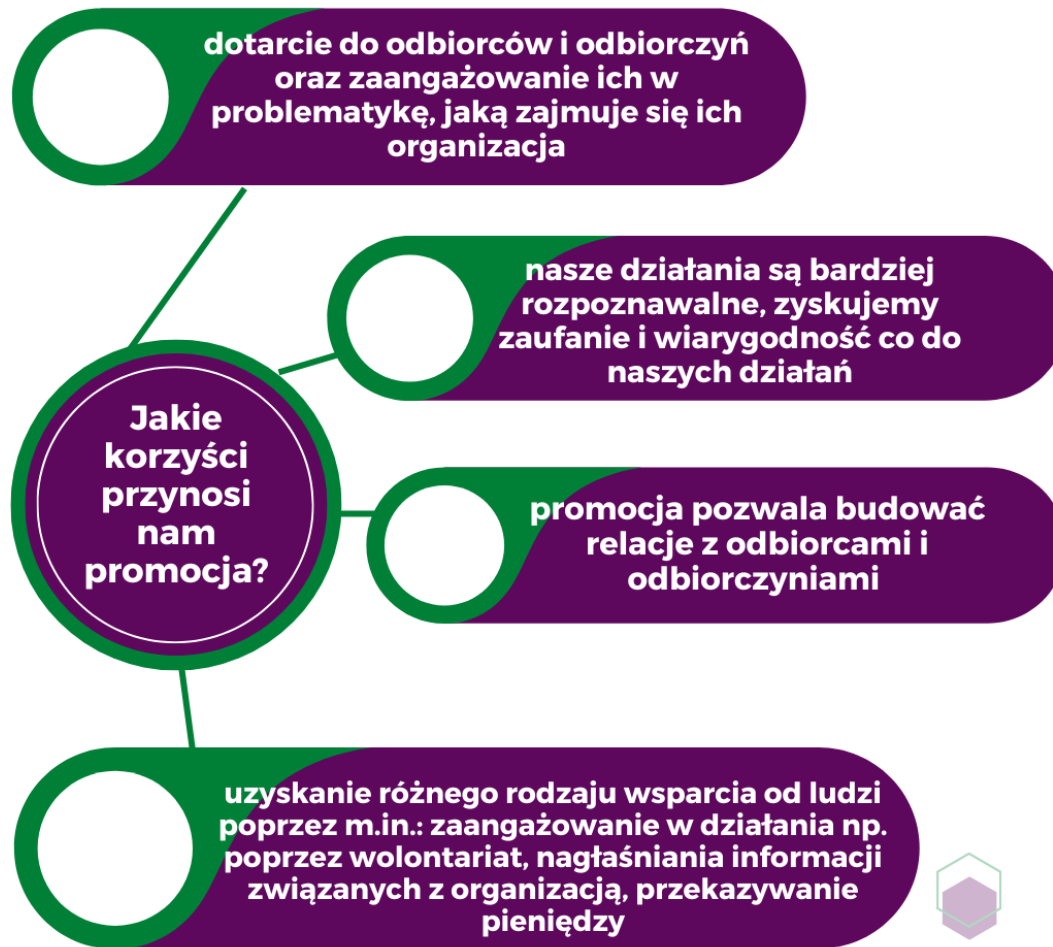 dotarcie do odbiorców i odbiorczyń
oraz zaangażowanie ich w
problematykę, jaką zajmuje się ich
organizacja
nasze działania są bardziej
rozpoznawalne, zyskujemy
zaufanie i wiarygodność co do
naszych działań
Jakie
korzyści
przynosi
nam
promocja?
promocja pozwala budować
relacje z odbiorcami i
odbiorczyniami
uzyskanie różnego rodzaju wsparcia od ludzi
poprzez m.in.: zaangażowanie w działania np.
poprzez wolontariat, nagłaśniania informacji
związanych z organizacją, przekazywanie
pieniędzy